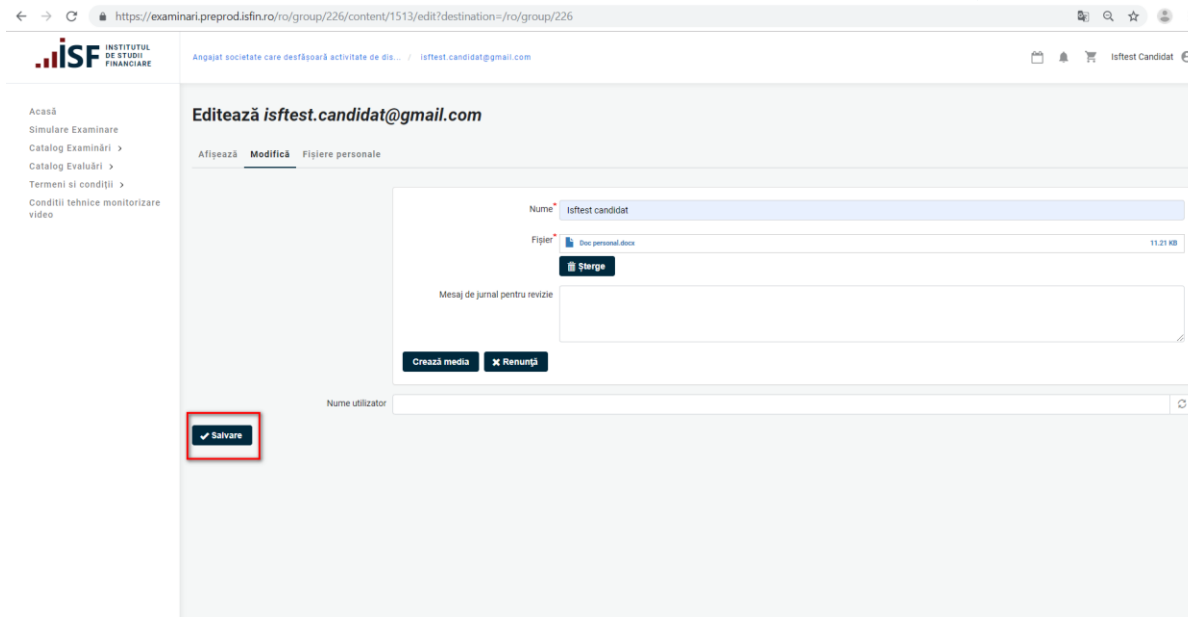 https://examinari.preprod.isfin.ro/ro/group/226/content/1513/edit?destination=/ro/group/226
ISF INSTITUTUL
DE STUDII
FINANCIARE
Angajat societate care desfășoară activitate de dis... / isftest.candidat@gmail.com
Isftest Candidat
Acasă
Simulare Examinare
Catalog Examinări >
Catalog Evaluări >
Termeni si condiții >
Conditii tehnice monitorizare
video
Editează isftest.candidat@gmail.com
Afișează Modifică Fișiere personale
Nume* Isftest candidat
Fișier* Doc personal.docx 11.21 KB
Șterge
Mesaj de jurnal pentru revizie
Crează media Renunţă
Nume utilizator
Salvare